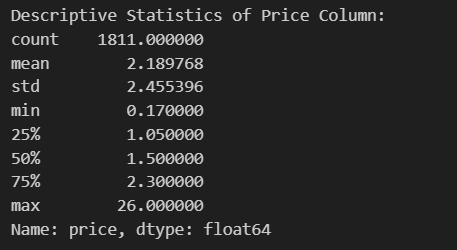 Descriptive Statistics of Price Column:
count    1811.000000
mean        2.189768
std         2.455396
min         0.170000
25%         1.050000
50%         1.500000
75%         2.300000
max        26.000000
Name: price, dtype: float64